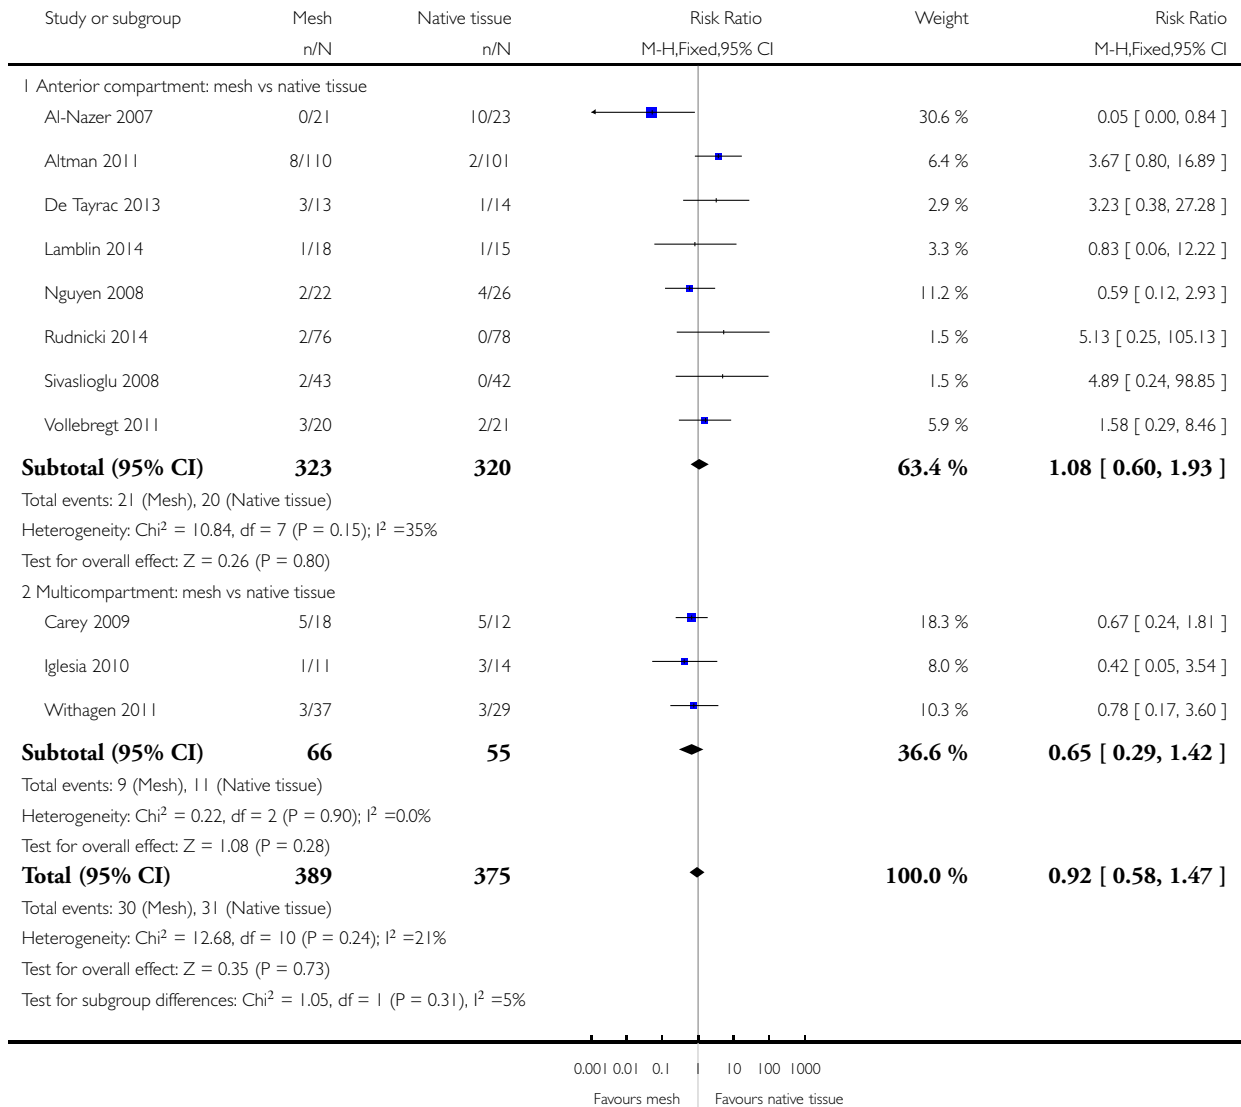 Study or subgroup Mesh Native tissue Risk Ratio Weight Risk Ratio
n/N n/N M-H,Fixed,95% CI M-H,Fixed,95% CI
1 Anterior compartment: mesh vs native tissue
Al-Nazer 2007 0/21 10/23 30.6 % 0.05 [ 0.00, 0.84 ]
Altman 2011 8/110 2/101 6.4 % 3.67 [ 0.80, 16.89 ]
De Tayrac 2013 3/13 1/14 2.9 % 3.23 [ 0.38, 27.28 ]
Lamblin 2014 1/18 1/15 3.3 % 0.83 [ 0.06, 12.22 ]
Nguyen 2008 2/22 4/26 11.2 % 0.59 [ 0.12, 2.93 ]
Rudnicki 2014 2/76 0/78 1.5 % 5.13 [ 0.25, 105.13 ]
Sivaslioglu 2008 2/43 0/42 1.5 % 4.89 [ 0.24, 98.85 ]
Vollebregt 2011 3/20 2/21 5.9 % 1.58 [ 0.29, 8.46 ]
Subtotal (95% CI) 323 320 63.4 % 1.08 [ 0.60, 1.93 ]
Total events: 21 (Mesh), 20 (Native tissue)
Heterogeneity: Chi² = 10.84, df = 7 (P = 0.15); I² =35%
Test for overall effect: Z = 0.26 (P = 0.80)
2 Multicompartment: mesh vs native tissue
Carey 2009 5/18 5/12 18.3 % 0.67 [ 0.24, 1.81 ]
Iglesia 2010 1/11 3/14 8.0 % 0.42 [ 0.05, 3.54 ]
Withagen 2011 3/37 3/29 10.3 % 0.78 [ 0.17, 3.60 ]
Subtotal (95% CI) 66 55 36.6 % 0.65 [ 0.29, 1.42 ]
Total events: 9 (Mesh), 11 (Native tissue)
Heterogeneity: Chi² = 0.22, df = 2 (P = 0.90); I² =0.0%
Test for overall effect: Z = 1.08 (P = 0.28)
Total (95% CI) 389 375 100.0 % 0.92 [ 0.58, 1.47 ]
Total events: 30 (Mesh), 31 (Native tissue)
Heterogeneity: Chi² = 12.68, df = 10 (P = 0.24); I² =21%
Test for overall effect: Z = 0.35 (P = 0.73)
Test for subgroup differences: Chi² = 1.05, df = 1 (P = 0.31), I² =5%
0.001 0.01 0.1 1 10 100 1000
Favours mesh Favours native tissue